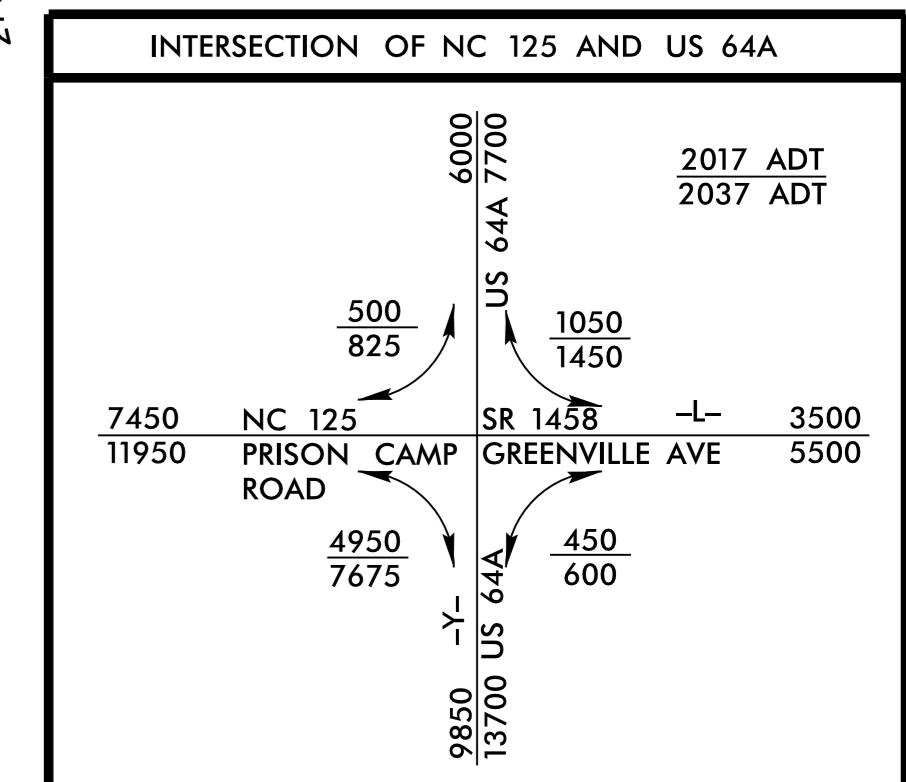 INTERSECTION OF NC 125 AND US 64A
6000
7700
2017 ADT
2037 ADT
US 64A
500
825
1050
1450
7450
11950
NC 125
PRISON CAMP
ROAD
SR 1458
GREENVILLE AVE
-L-
3500
5500
4950
7675
450
600
-Y-
US 64A
9850
13700